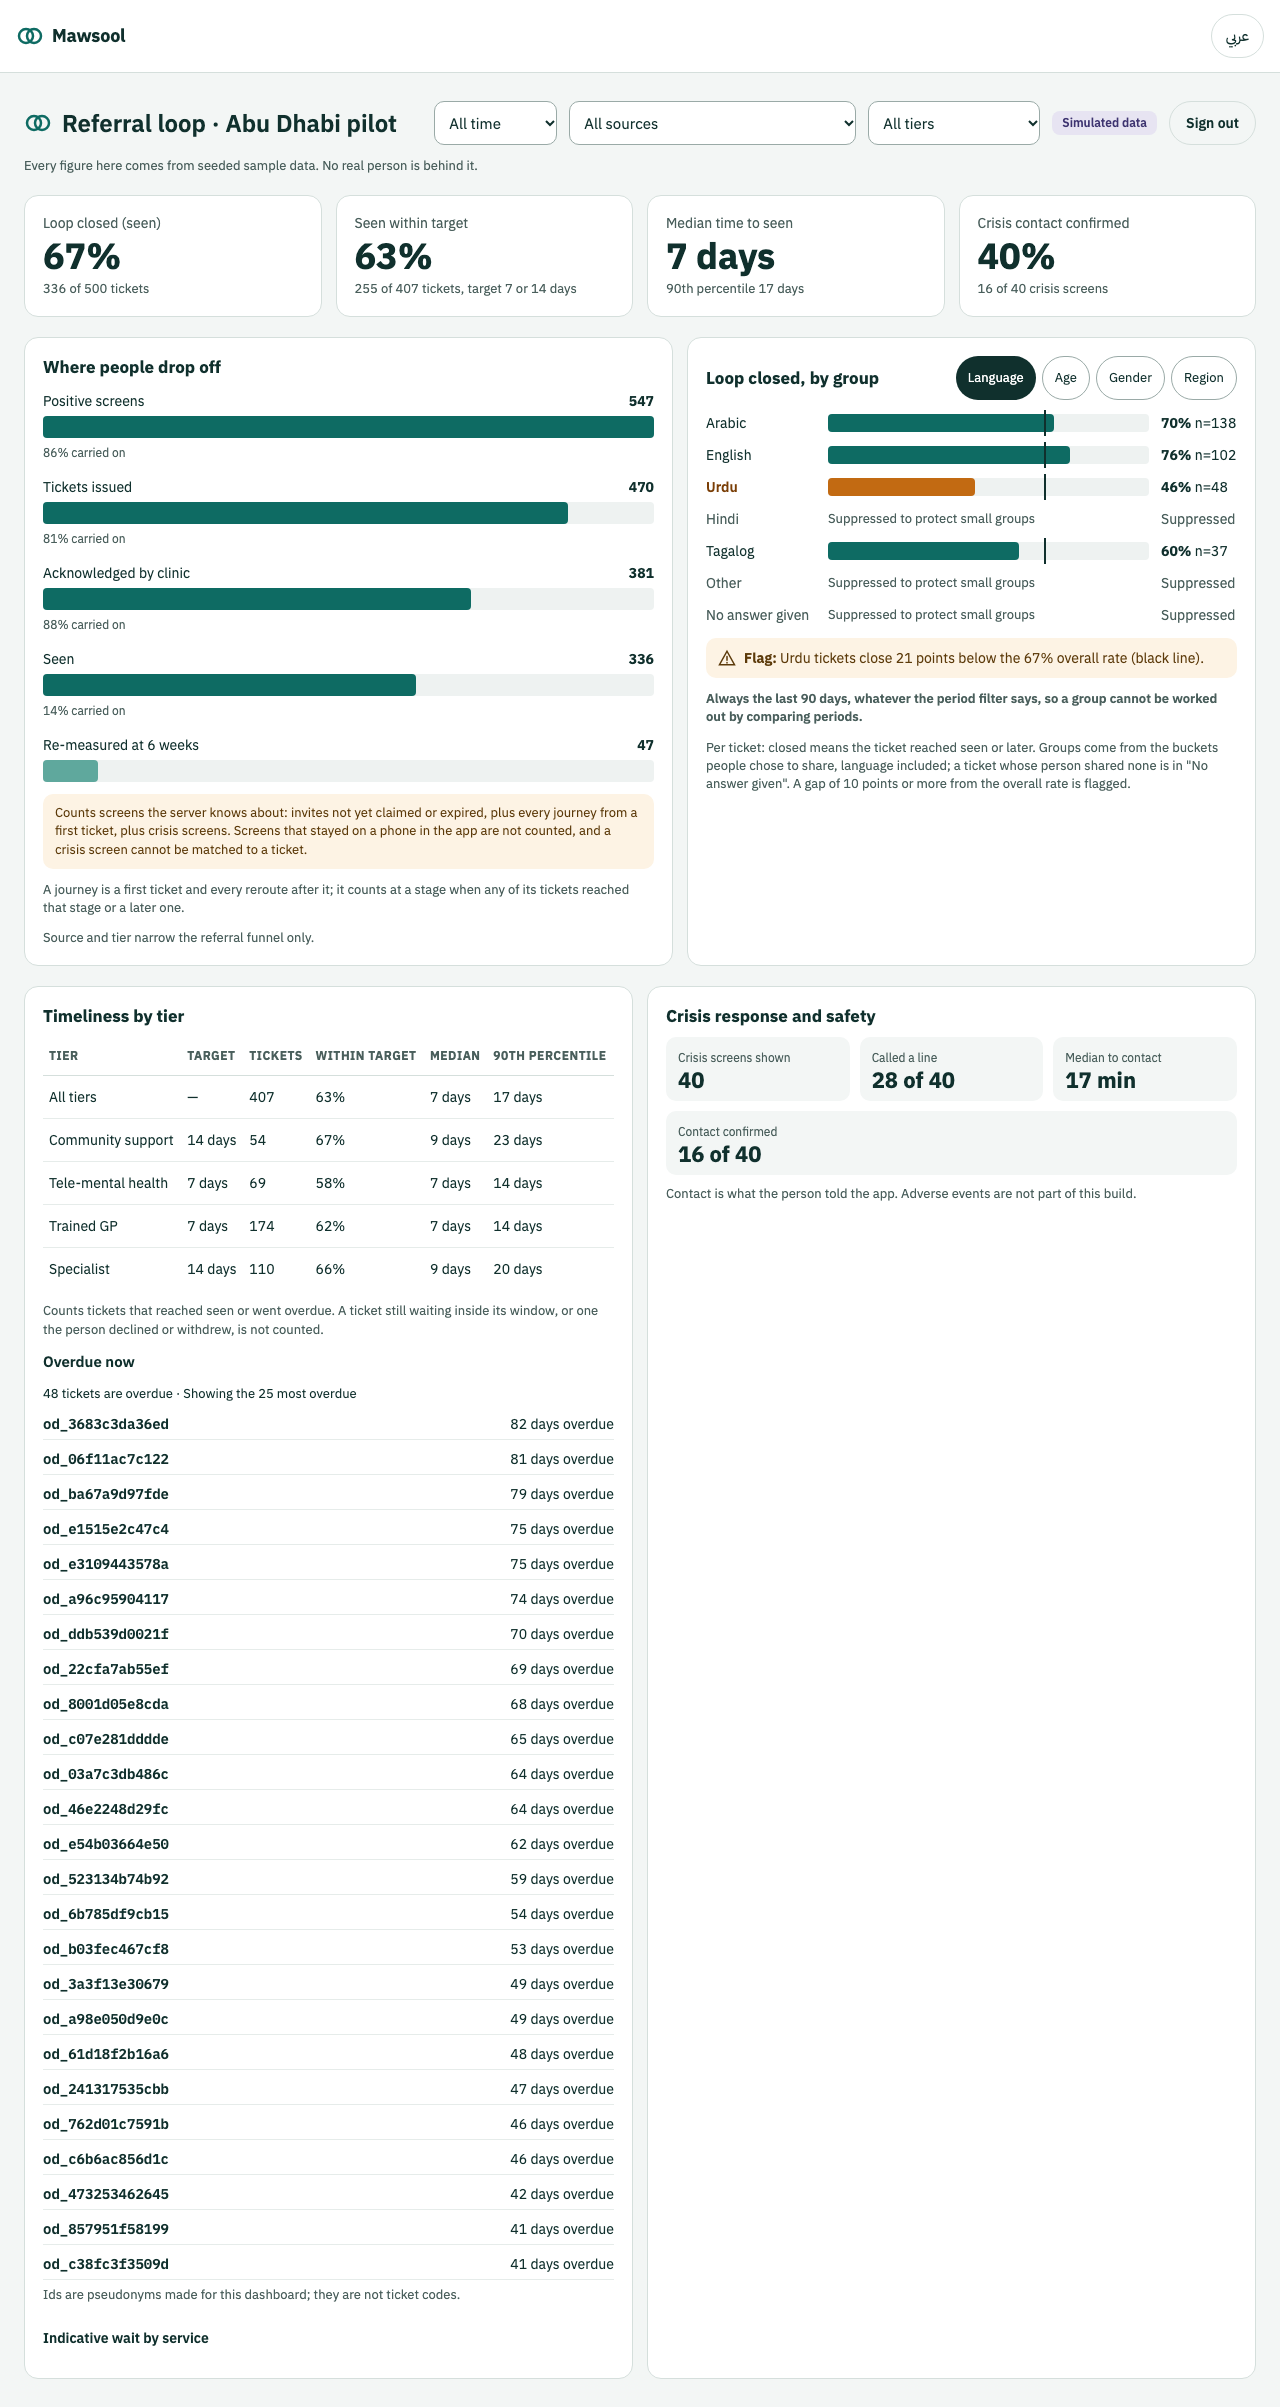 Mawsool
عربي
Referral loop · Abu Dhabi pilot
All time
All sources
All tiers
Simulated data
Sign out
Every figure here comes from seeded sample data. No real person is behind it.
Loop closed (seen)
67%
336 of 500 tickets
Seen within target
63%
255 of 407 tickets, target 7 or 14 days
Median time to seen
7 days
90th percentile 17 days
Crisis contact confirmed
40%
16 of 40 crisis screens
Where people drop off
Positive screens 547
86% carried on
Tickets issued 470
81% carried on
Acknowledged by clinic 381
88% carried on
Seen 336
14% carried on
Re-measured at 6 weeks 47
Counts screens the server knows about: invites not yet claimed or expired, plus every journey from a
first ticket, plus crisis screens. Screens that stayed on a phone in the app are not counted, and a
crisis screen cannot be matched to a ticket.
A journey is a first ticket and every reroute after it; it counts at a stage when any of its tickets reached
that stage or a later one.
Source and tier narrow the referral funnel only.
Loop closed, by group
Language
Age
Gender
Region
Arabic 70% n=138
English 76% n=102
Urdu 46% n=48
Hindi Suppressed to protect small groups Suppressed
Tagalog 60% n=37
Other Suppressed to protect small groups Suppressed
No answer given Suppressed to protect small groups Suppressed
Flag: Urdu tickets close 21 points below the 67% overall rate (black line).
Always the last 90 days, whatever the period filter says, so a group cannot be worked
out by comparing periods.
Per ticket: closed means the ticket reached seen or later. Groups come from the buckets
people chose to share, language included; a ticket whose person shared none is in "No
answer given". A gap of 10 points or more from the overall rate is flagged.
Timeliness by tier
TIER TARGET TICKETS WITHIN TARGET MEDIAN 90TH PERCENTILE
All tiers — 407 63% 7 days 17 days
Community support 14 days 54 67% 9 days 23 days
Tele-mental health 7 days 69 58% 7 days 14 days
Trained GP 7 days 174 62% 7 days 14 days
Specialist 14 days 110 66% 9 days 20 days
Counts tickets that reached seen or went overdue. A ticket still waiting inside its window, or one
the person declined or withdrew, is not counted.
Overdue now
48 tickets are overdue · Showing the 25 most overdue
od_3683c3da36ed 82 days overdue
od_06f11ac7c122 81 days overdue
od_ba67a9d97fde 79 days overdue
od_e1515e2c47c4 75 days overdue
od_e3109443578a 75 days overdue
od_a96c95904117 74 days overdue
od_ddb539d0021f 70 days overdue
od_22cfa7ab55ef 69 days overdue
od_8001d05e8cda 68 days overdue
od_c07e281dddde 65 days overdue
od_03a7c3db486c 64 days overdue
od_46e2248d29fc 64 days overdue
od_e54b03664e50 62 days overdue
od_523134b74b92 59 days overdue
od_6b785df9cb15 54 days overdue
od_b03fec467cf8 53 days overdue
od_3a3f13e30679 49 days overdue
od_a98e050d9e0c 49 days overdue
od_61d18f2b16a6 48 days overdue
od_241317535cbb 47 days overdue
od_762d01c7591b 46 days overdue
od_c6b6ac856d1c 46 days overdue
od_473253462645 42 days overdue
od_857951f58199 41 days overdue
od_c38fc3f3509d 41 days overdue
Ids are pseudonyms made for this dashboard; they are not ticket codes.
Indicative wait by service
Crisis response and safety
Crisis screens shown
40
Called a line
28 of 40
Median to contact
17 min
Contact confirmed
16 of 40
Contact is what the person told the app. Adverse events are not part of this build.